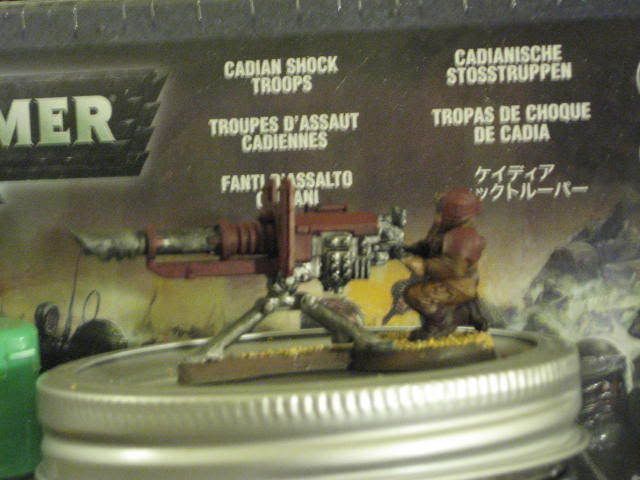 MER
CADIAN SHOCK
TROOPS
TROUPES D'ASSAUT
CADIENNES
FANTI D'ASSALTO
CADIANISCHE
STOSSTRUPPEN
TROPAS DE CHOQUE
DE CADIA
ケイディア
ックトルーパー